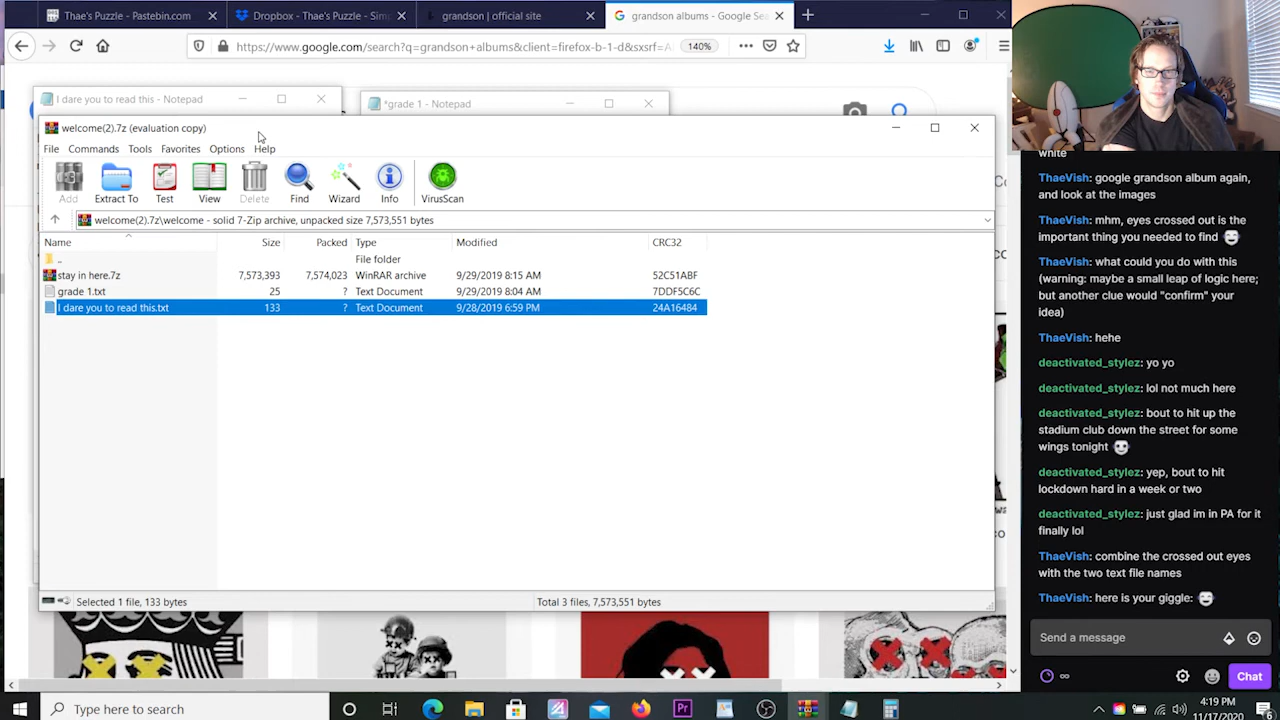 Thae's Puzzle - Pastebin.com
Dropbox - Thae's Puzzle - Sim
grandson | official site
grandson albums - Google Sea
https://www.google.com/search?q=grandson+albums&client=firefox-b-1-d&sxsrf=A
140%
I dare you to read this - Notepad
*grade 1 - Notepad
welcome(2).7z (evaluation copy)
File Commands Tools Favorites Options Help
Add Extract To Test View Delete Find Wizard Info VirusScan
welcome(2).7z\welcome - solid 7-Zip archive, unpacked size 7,573,551 bytes
Name Size Packed Type Modified CRC32
.. File folder
stay in here.7z 7,573,393 7,574,023 WinRAR archive 9/29/2019 8:15 AM 52C51ABF
grade 1.txt 25 ? Text Document 9/29/2019 8:04 AM 7DDF5C6C
I dare you to read this.txt 133 ? Text Document 9/28/2019 6:59 PM 24A16484
Selected 1 file, 133 bytes
Total 3 files, 7,573,551 bytes
white
ThaeVish: google grandson album again,
and look at the images
ThaeVish: mhm, eyes crossed out is the
important thing you needed to find
ThaeVish: what could you do with this
(warning: maybe a small leap of logic here;
but another clue would "confirm" your
idea)
ThaeVish: hehe
deactivated_stylez: yo yo
deactivated_stylez: lol not much here
deactivated_stylez: bout to hit up the
stadium club down the street for some
wings tonight
deactivated_stylez: yep, bout to hit
lockdown hard in a week or two
deactivated_stylez: just glad im in PA for it
finally lol
ThaeVish: combine the crossed out eyes
with the two text file names
ThaeVish: here is your giggle:
Send a message
∞
Chat
Type here to search
4:19 PM
11/17/2020